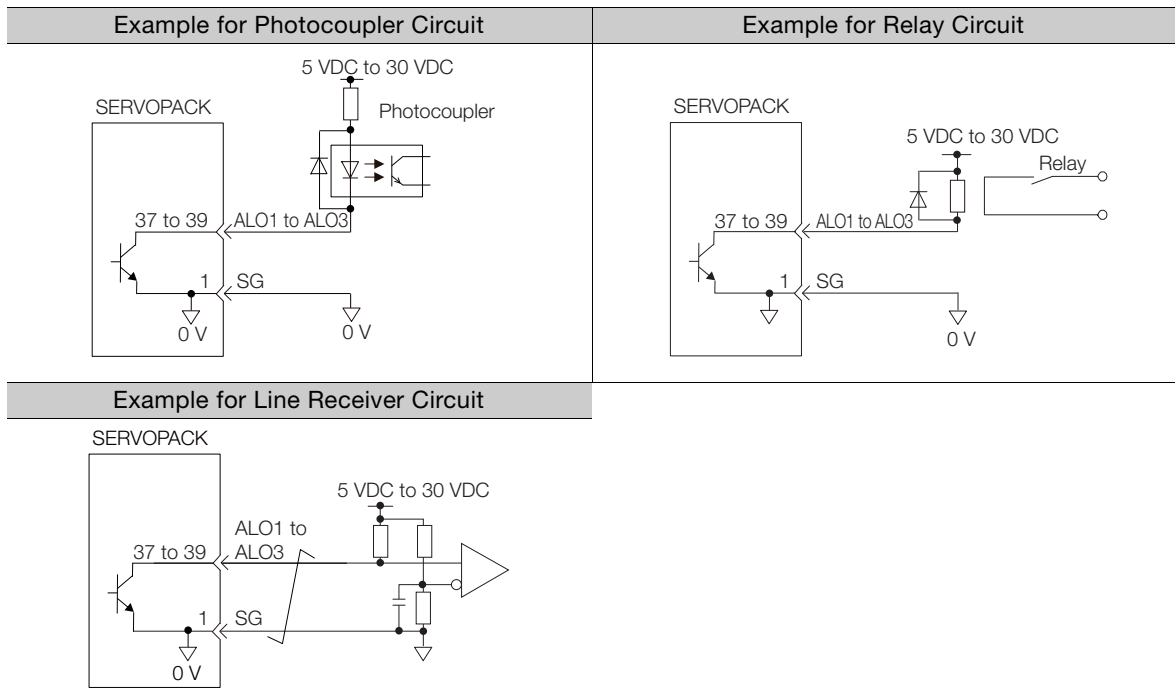 Example for Photocoupler Circuit
5 VDC to 30 VDC
SERVOPACK
Photocoupler
37 to 39
ALO1 to ALO3
1
SG
0 V
0 V
Example for Relay Circuit
SERVOPACK
5 VDC to 30 VDC
Relay
37 to 39
ALO1 to ALO3
1
SG
0 V
Example for Line Receiver Circuit
SERVOPACK
5 VDC to 30 VDC
ALO1 to
37 to 39
ALO3
1
SG
0 V